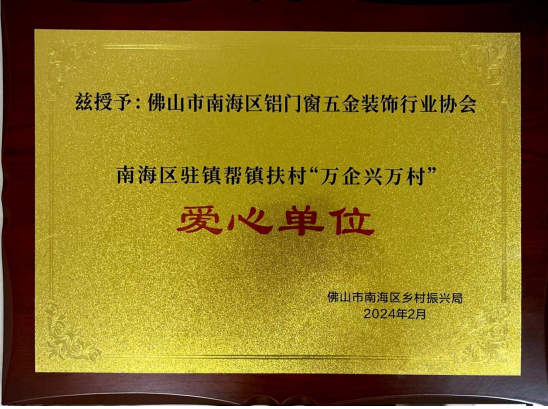 兹授予：佛山市南海区铝门窗五金装饰行业协会
南海区驻镇帮镇扶村“万企兴万村”
爱心单位
佛山市南海区乡村振兴局
2024年2月